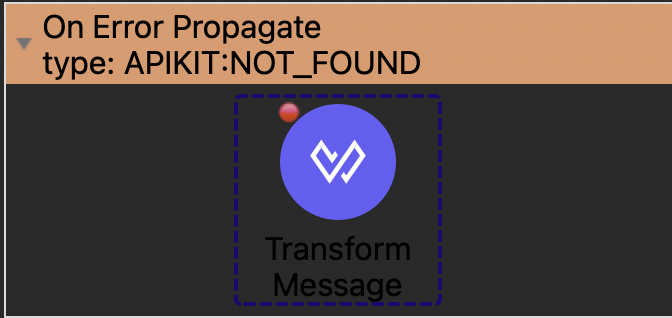 On Error Propagate
type: APIKIT:NOT_FOUND
Transform
Message